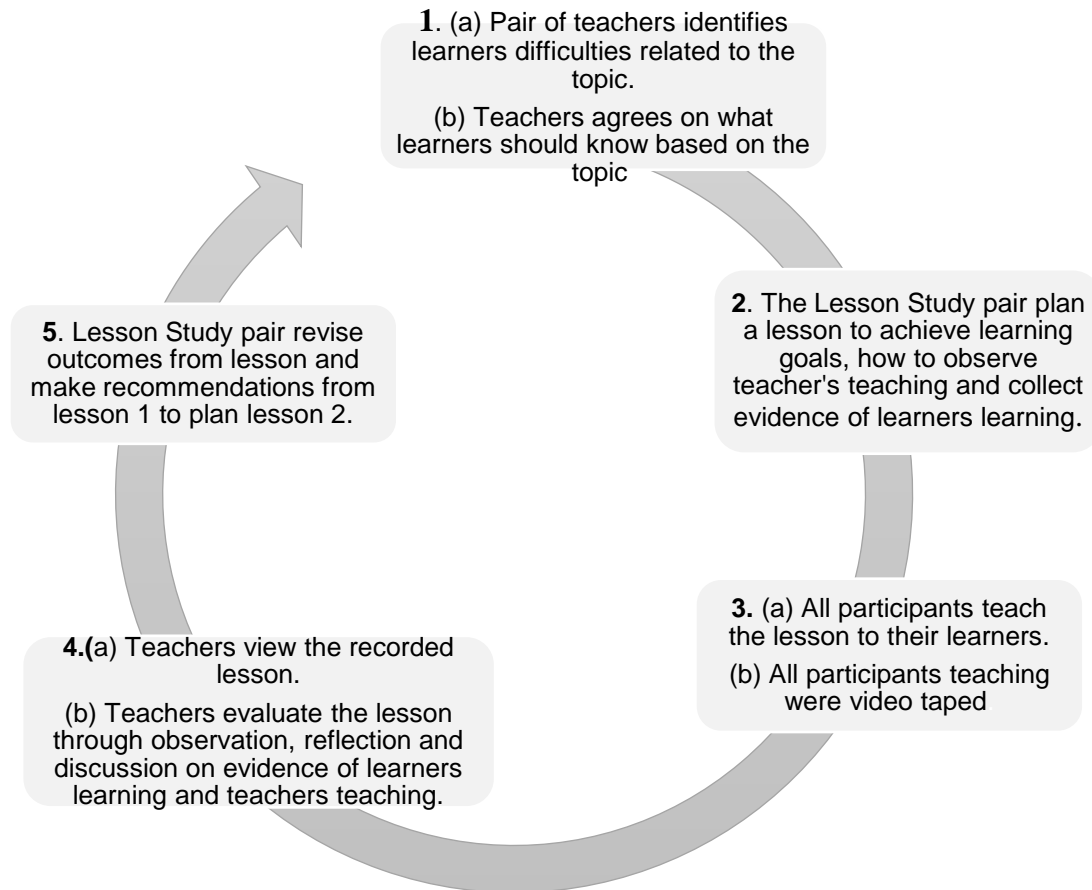 1. (a) Pair of teachers identifies
learners difficulties related to the
topic.
(b) Teachers agrees on what
learners should know based on the
topic
2. The Lesson Study pair plan
a lesson to achieve learning
goals, how to observe
teacher's teaching and collect
evidence of learners learning.
3. (a) All participants teach
the lesson to their learners.
(b) All participants teaching
were video taped
4.(a) Teachers view the recorded
lesson.
(b) Teachers evaluate the lesson
through observation, reflection and
discussion on evidence of learners
learning and teachers teaching.
5. Lesson Study pair revise
outcomes from lesson and
make recommendations from
lesson 1 to plan lesson 2.